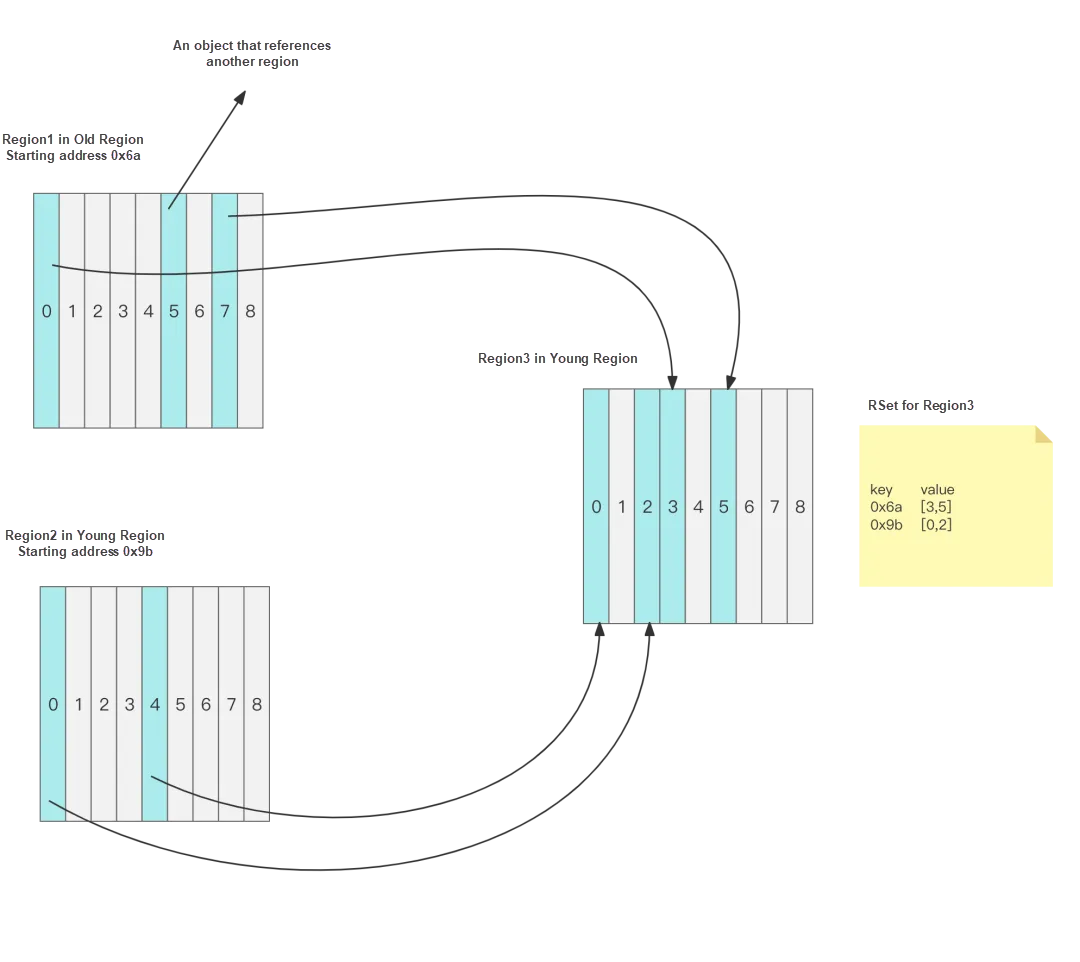 An object that references
another region
Region1 in Old Region
Starting address 0x6a
0 1 2 3 4 5 6 7 8
Region3 in Young Region
RSet for Region3
key value
0x6a [3,5]
0x9b [0,2]
0 1 2 3 4 5 6 7 8
Region2 in Young Region
Starting address 0x9b
0 1 2 3 4 5 6 7 8